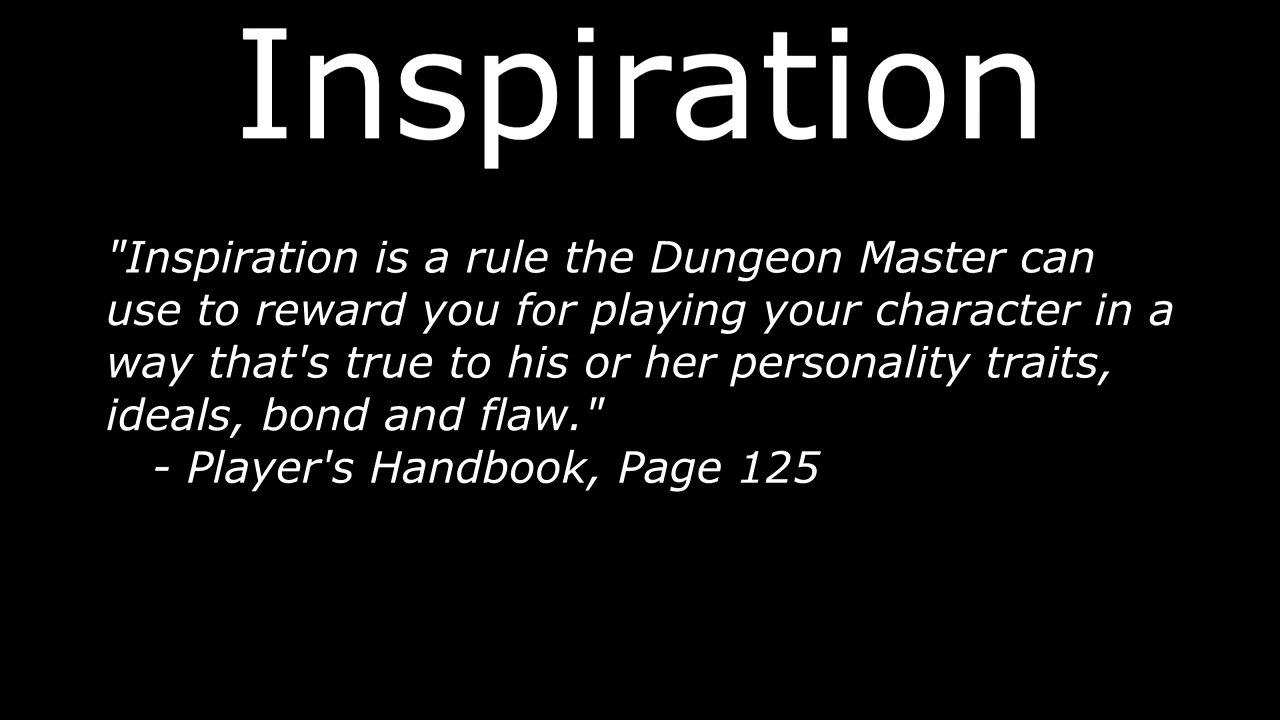 Inspiration
"Inspiration is a rule the Dungeon Master can
use to reward you for playing your character in a
way that's true to his or her personality traits,
ideals, bond and flaw."
- Player's Handbook, Page 125